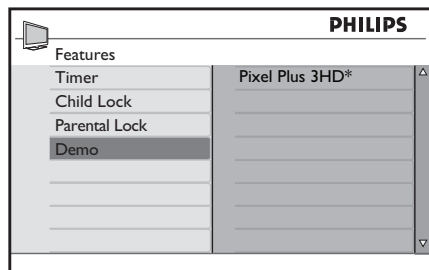 PHILIPS
Features
Timer
Pixel Plus 3HD*
Child Lock
Parental Lock
Demo